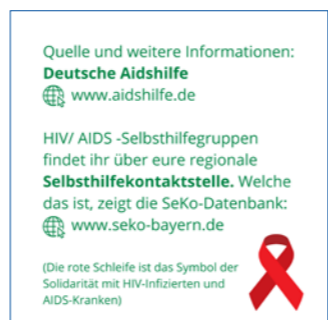 Quelle und weitere Informationen:
Deutsche Aidshilfe
www.aidshilfe.de
HIV/ AIDS -Selbsthilfegruppen
findet ihr über eure regionale
Selbsthilfekontaktstelle. Welche
das ist, zeigt die SeKo-Datenbank:
www.seko-bayern.de
(Die rote Schleife ist das Symbol der
Solidarität mit HIV-Infizierten und
AIDS-Kranken)